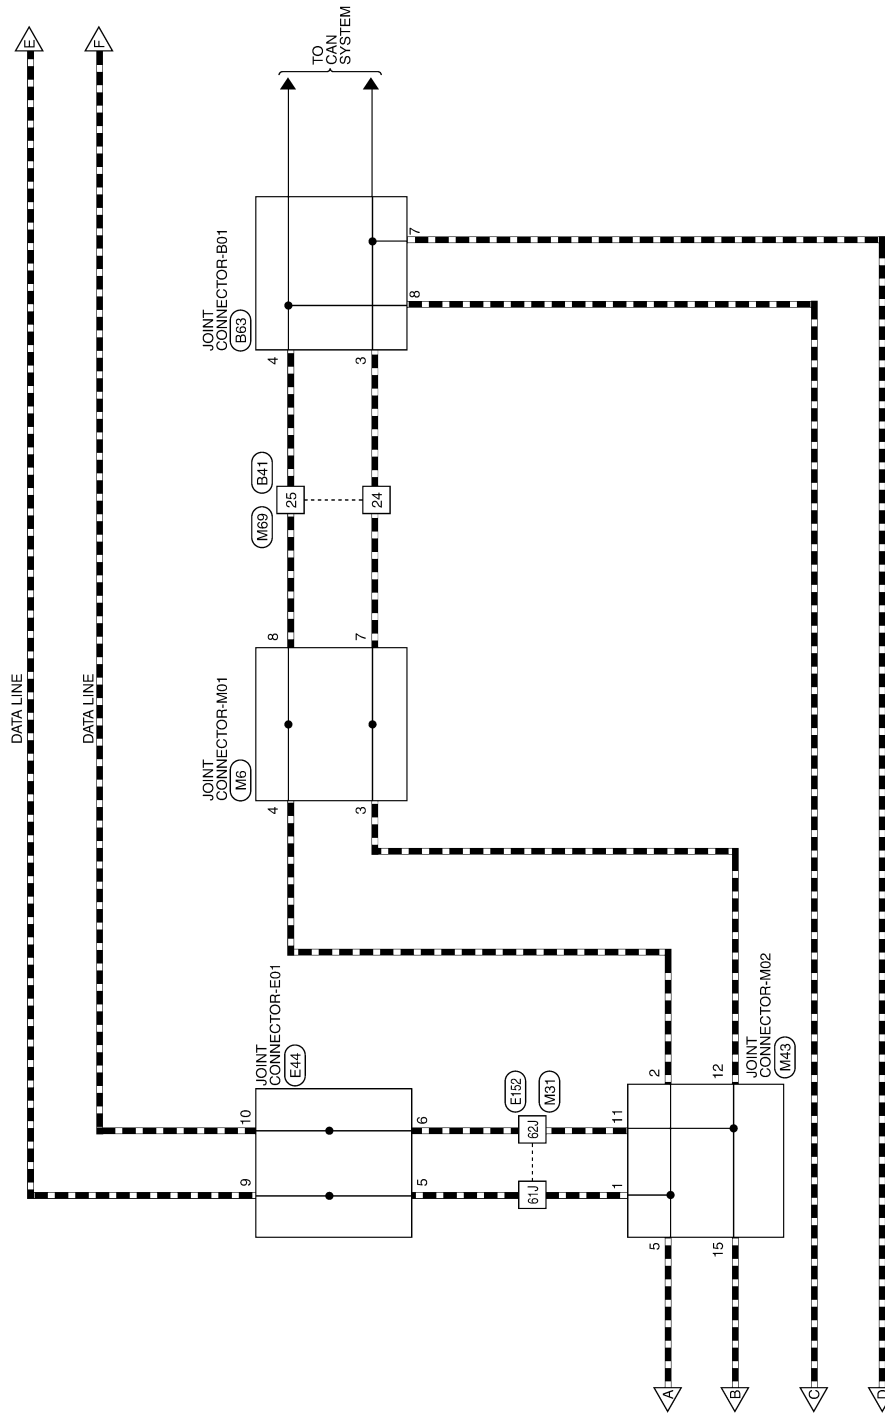 E
F
TO
CAN
SYSTEM
DATA LINE
DATA LINE
JOINT
CONNECTOR-B01
B63
7
8
4
3
M69
B41
25
24
JOINT
CONNECTOR-M01
M6
8
7
4
3
JOINT
CONNECTOR-E01
E44
10
9
6
5
E152
M31
62J
61J
11
1
2
12
JOINT
CONNECTOR-M02
M43
5
15
A
B
C
D